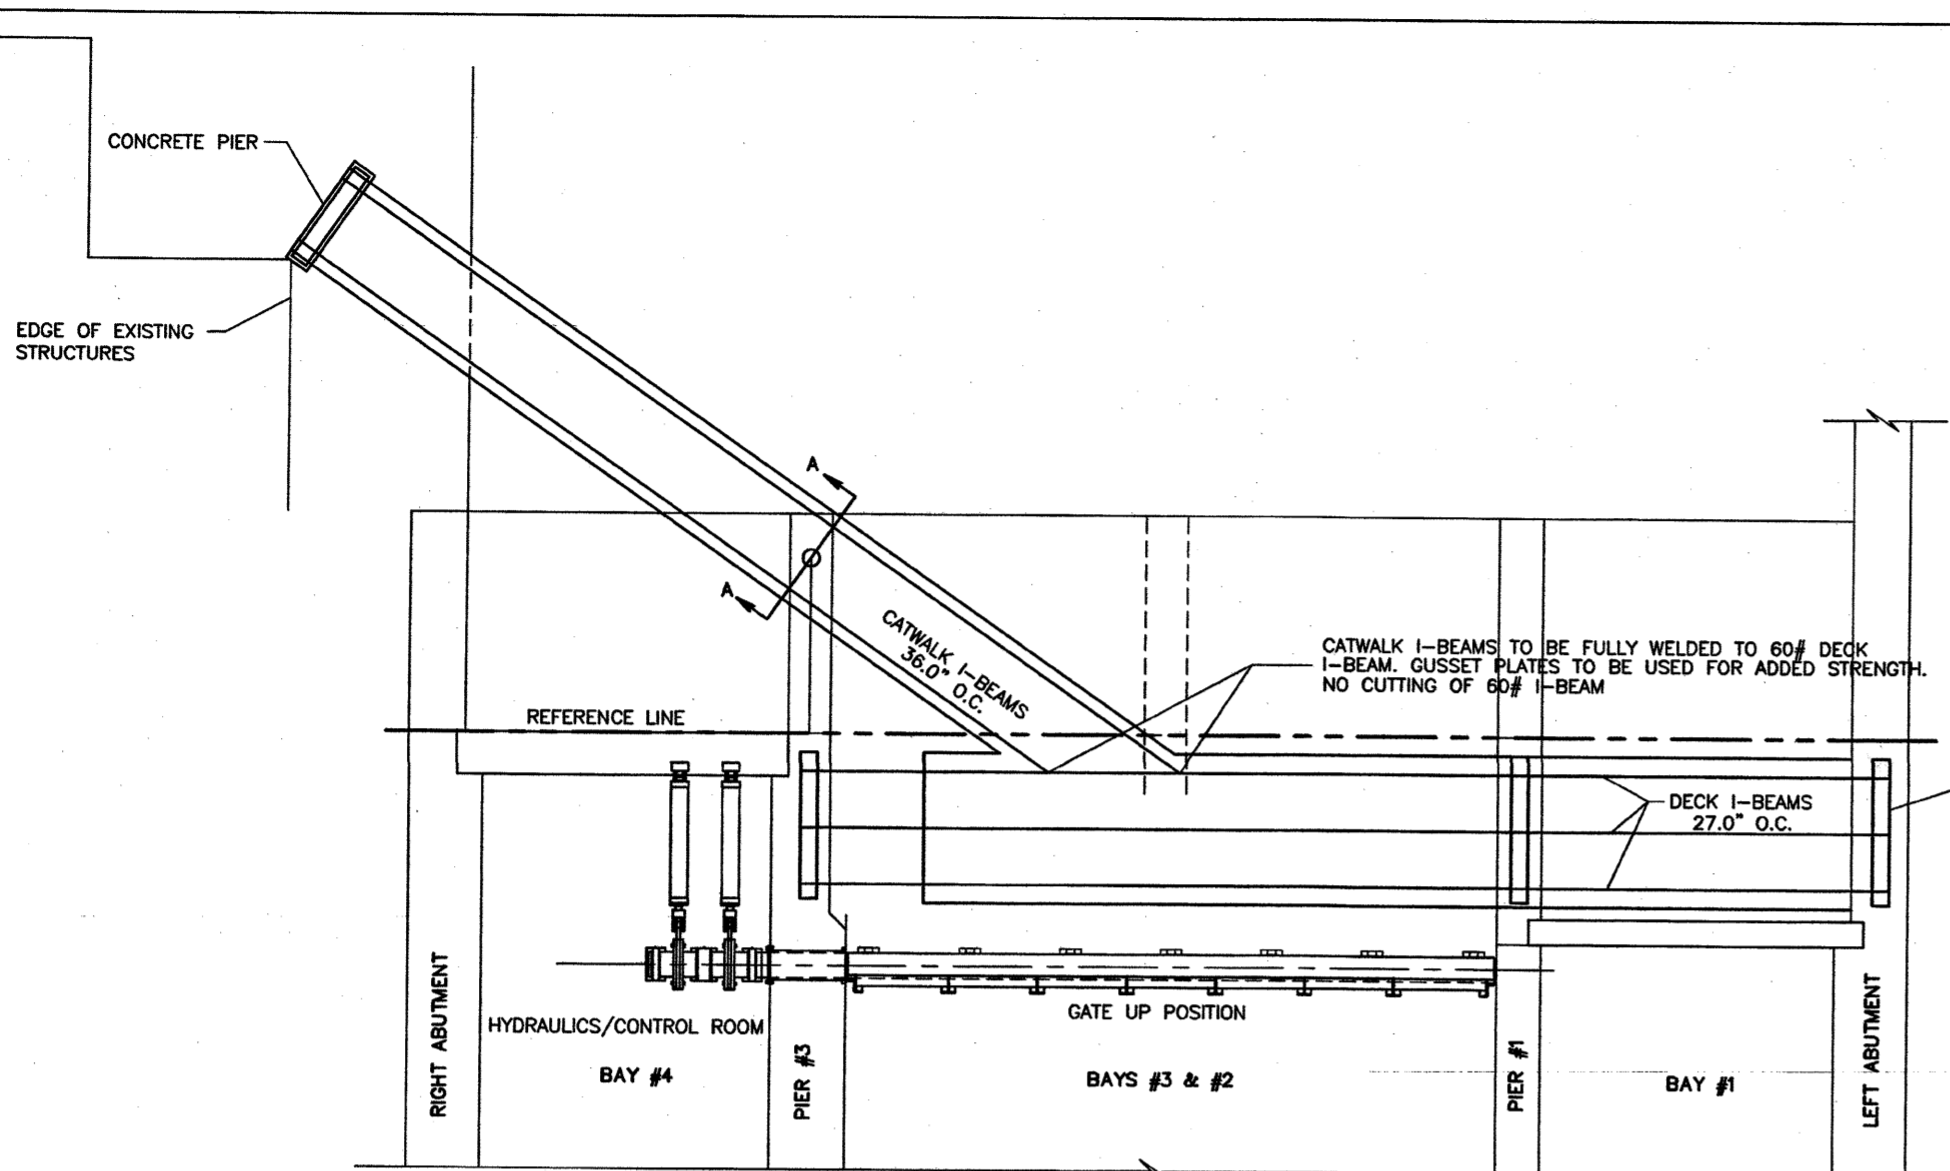 CONCRETE PIER
EDGE OF EXISTING
STRUCTURES
A
A
CATWALK I-BEAMS
36.0" O.C.
CATWALK I-BEAMS TO BE FULLY WELDED TO 60# DECK
I-BEAM. GUSSET PLATES TO BE USED FOR ADDED STRENGTH.
NO CUTTING OF 60# I-BEAM
REFERENCE LINE
DECK I-BEAMS
27.0" O.C.
RIGHT ABUTMENT
HYDRAULICS/CONTROL ROOM
BAY #4
PIER #3
GATE UP POSITION
BAYS #3 & #2
PIER #1
BAY #1
LEFT ABUTMENT